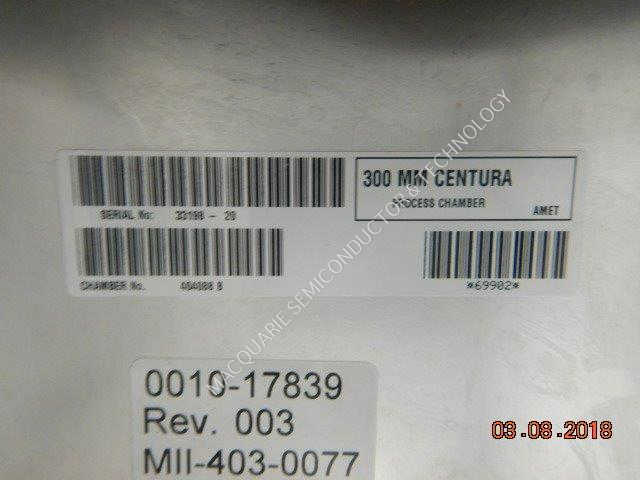 300 MM CENTURA
PROCESS CHAMBER
AMET
SERIAL No: 33198 - 20
CHAMBER No. 404088 B
*69902*
0010-17839
Rev. 003
MII-403-0077
03.08.2018
MACQUARIE SEMICONDUCTOR & TECHNOLOGY